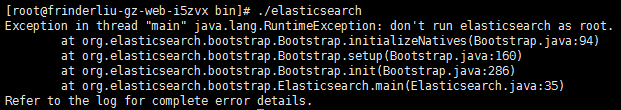 [root@frinderliu-gz-web-i5zvx bin]# ./elasticsearch
Exception in thread "main" java.lang.RuntimeException: don't run elasticsearch as root.
at org.elasticsearch.bootstrap.Bootstrap.initializeNatives(Bootstrap.java:94)
at org.elasticsearch.bootstrap.Bootstrap.setup(Bootstrap.java:160)
at org.elasticsearch.bootstrap.Bootstrap.init(Bootstrap.java:286)
at org.elasticsearch.bootstrap.Elasticsearch.main(Elasticsearch.java:35)
Refer to the log for complete error details.